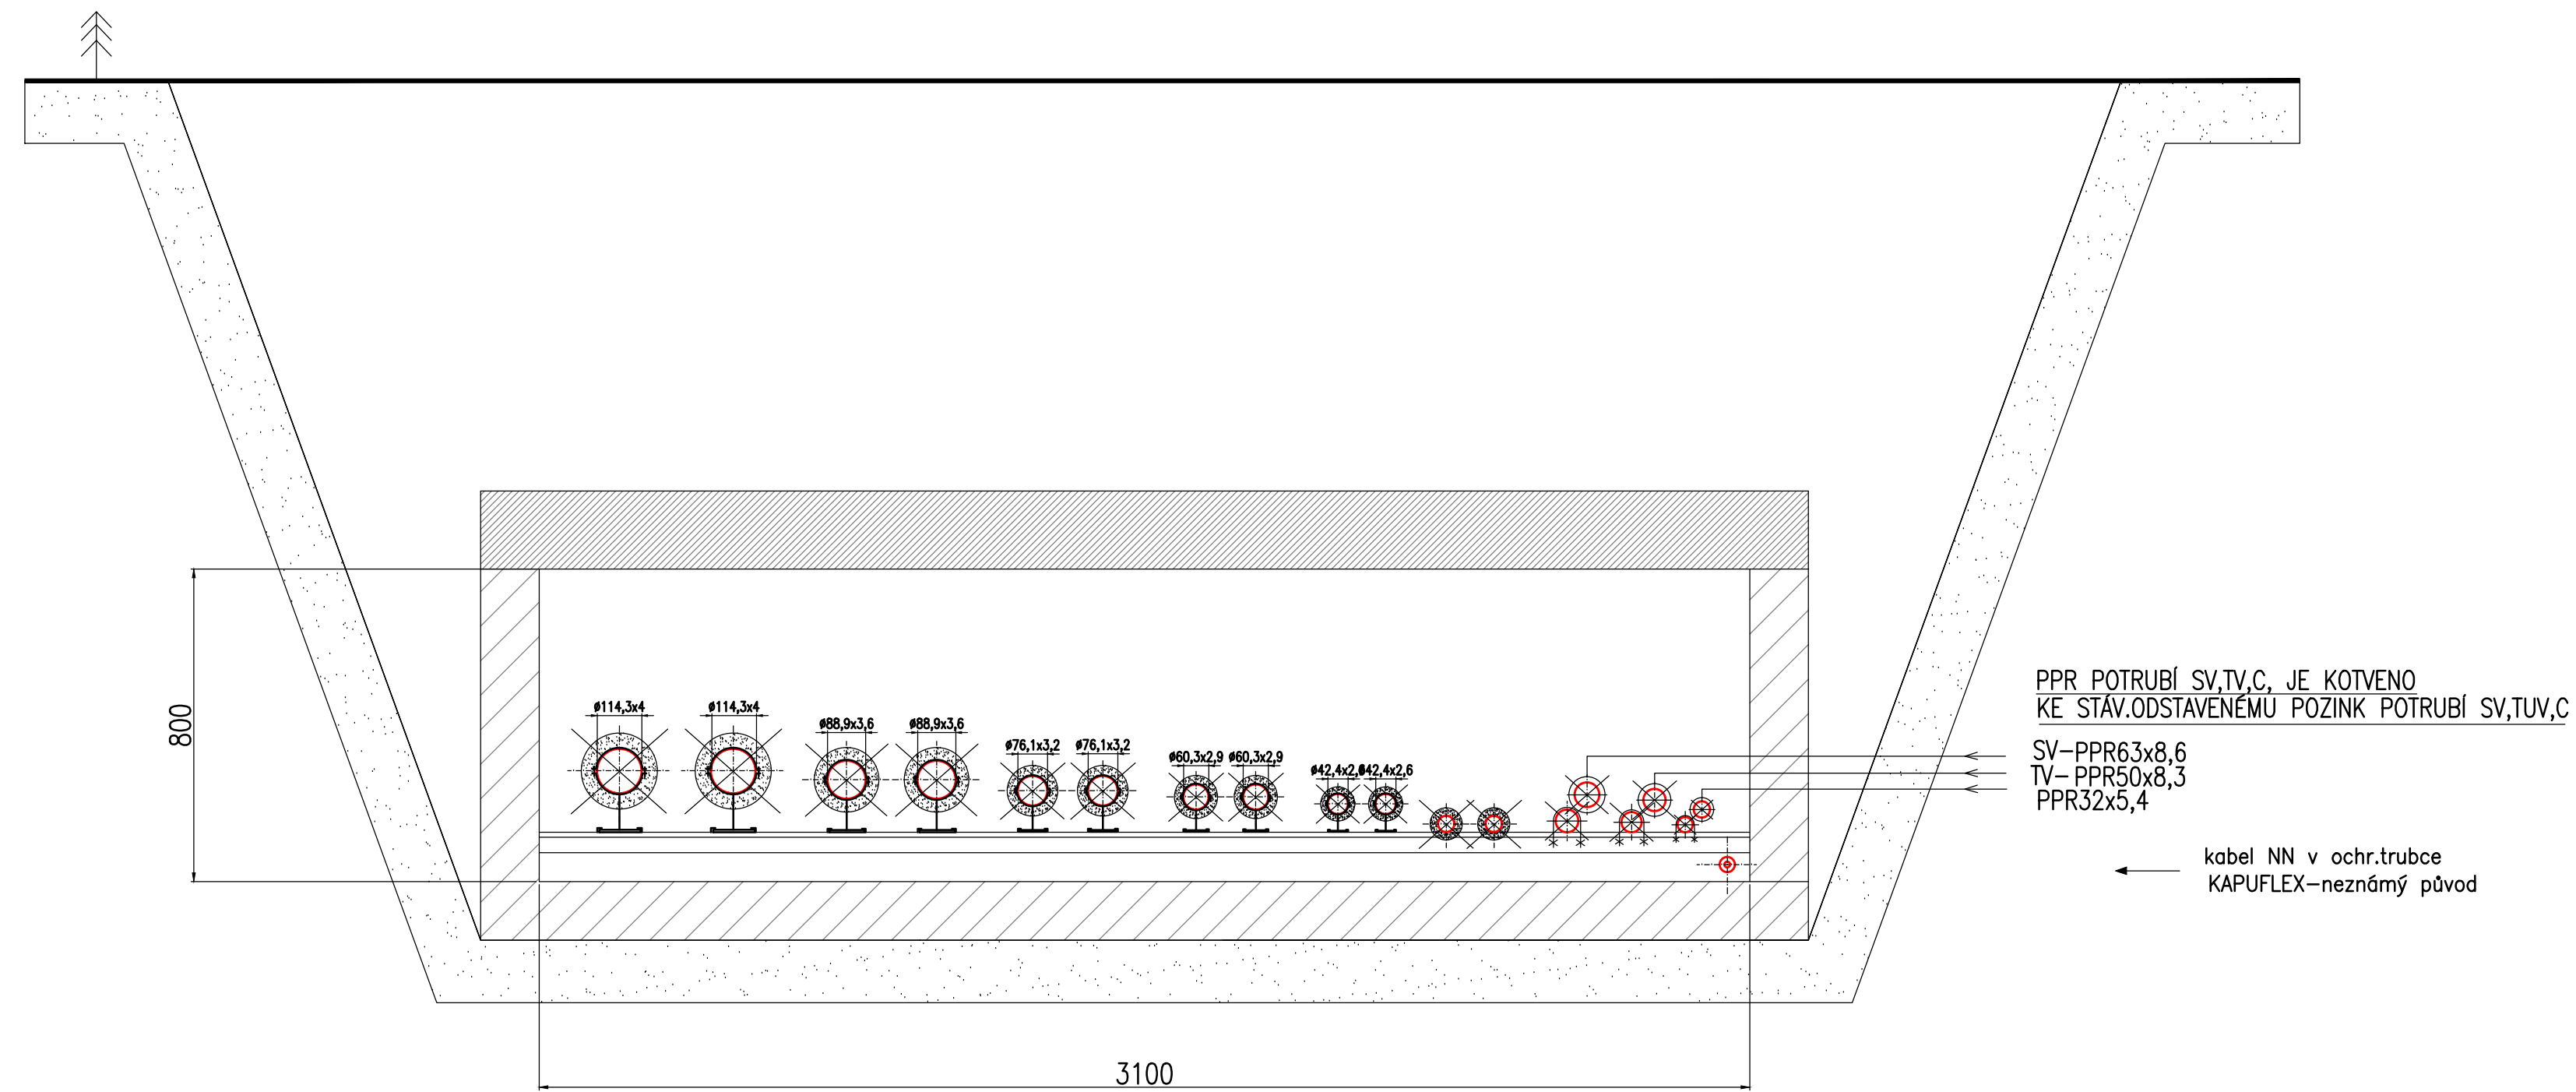 ø114,3x4
ø114,3x4
ø88,9x3,6
ø88,9x3,6
ø76,1x3,2
ø76,1x3,2
ø60,3x2,9
ø60,3x2,9
ø42,4x2,6
ø42,4x2,6
800
3100
PPR POTRUBÍ SV,TV,C, JE KOTVENO
KE STÁV.ODSTAVENÉMU POZINK POTRUBÍ SV,TUV,C
SV-PPR63x8,6
TV-PPR50x8,3
PPR32x5,4
kabel NN v ochr.trubce
KAPUFLEX-neznámý původ